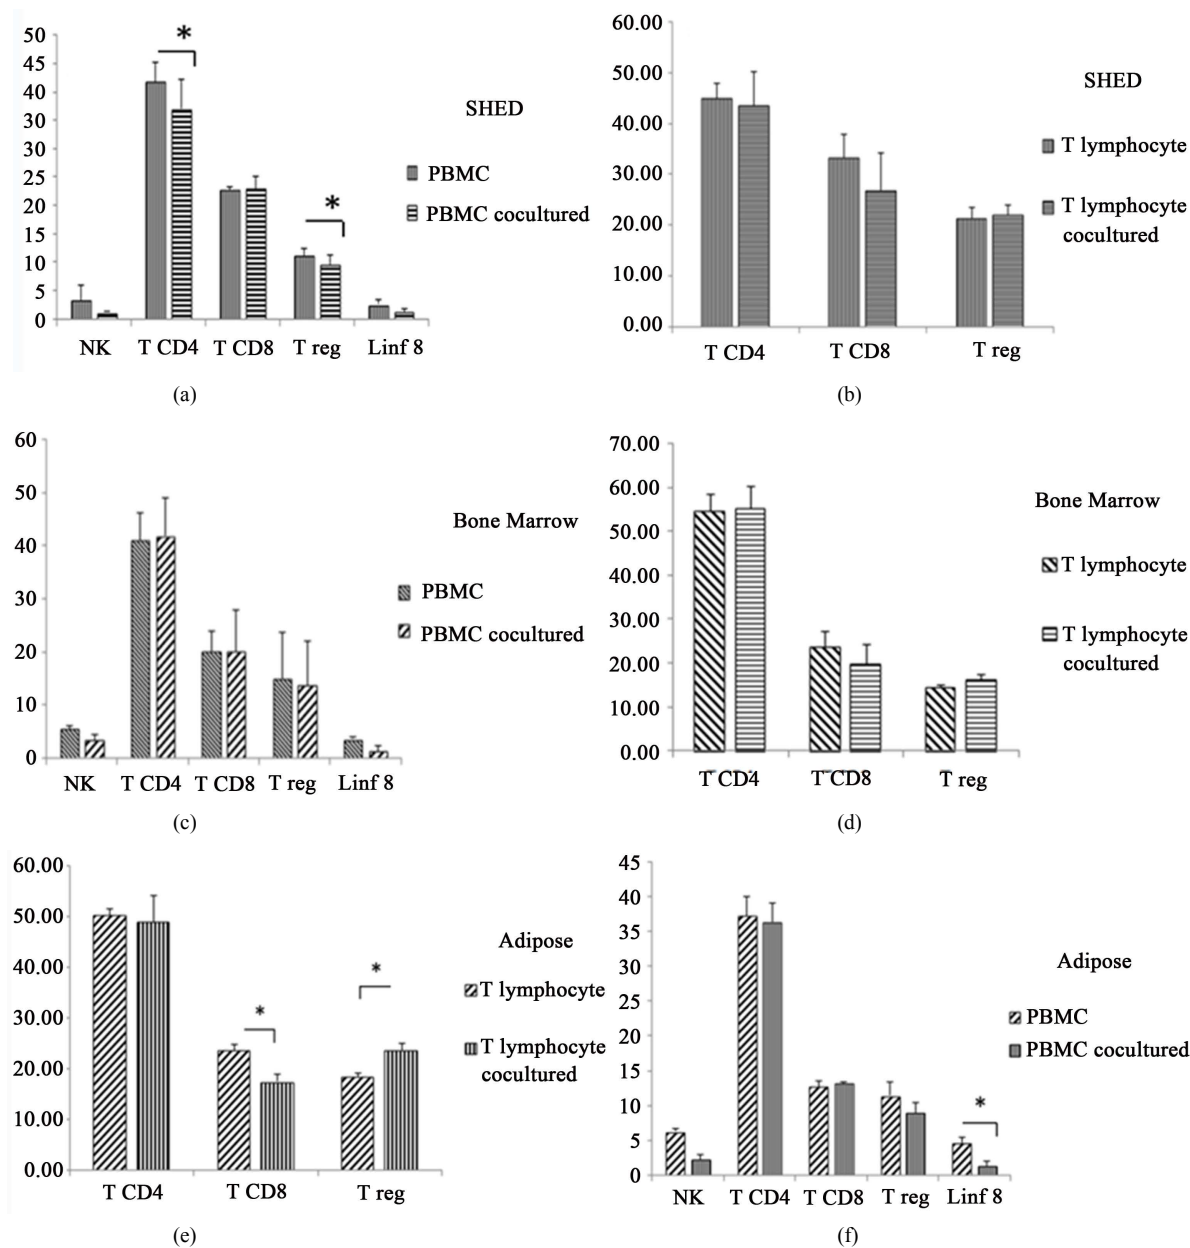 50
45
40
30
30
25
20
15
10
5
0
*
*
SHED
PBMC
PBMC cocultured
NK T CD4 T CD8 T reg Linf 8
(a)
60.00
50.00
40.00
30.00
20.00
10.00
0.00
SHED
T lymphocyte
T lymphocyte
cocultured
T CD4 T CD8 T reg
(b)
60
50
40
30
20
10
0
Bone Marrow
PBMC
PBMC cocultured
NK T CD4 T CD8 T reg Linf 8
(c)
70.00
60.00
50.00
40.00
30.00
20.00
10.00
0.00
Bone Marrow
T lymphocyte
T lymphocyte
cocultured
T CD4 T CD8 T reg
(d)
60.00
50.00
40.00
30.00
20.00
10.00
0.00
*
*
Adipose
T lymphocyte
T lymphocyte
cocultured
T CD4 T CD8 T reg
(e)
45
40
35
30
25
20
15
10
5
0
*
Adipose
PBMC
PBMC cocultured
NK T CD4 T CD8 T reg Linf 8
(f)